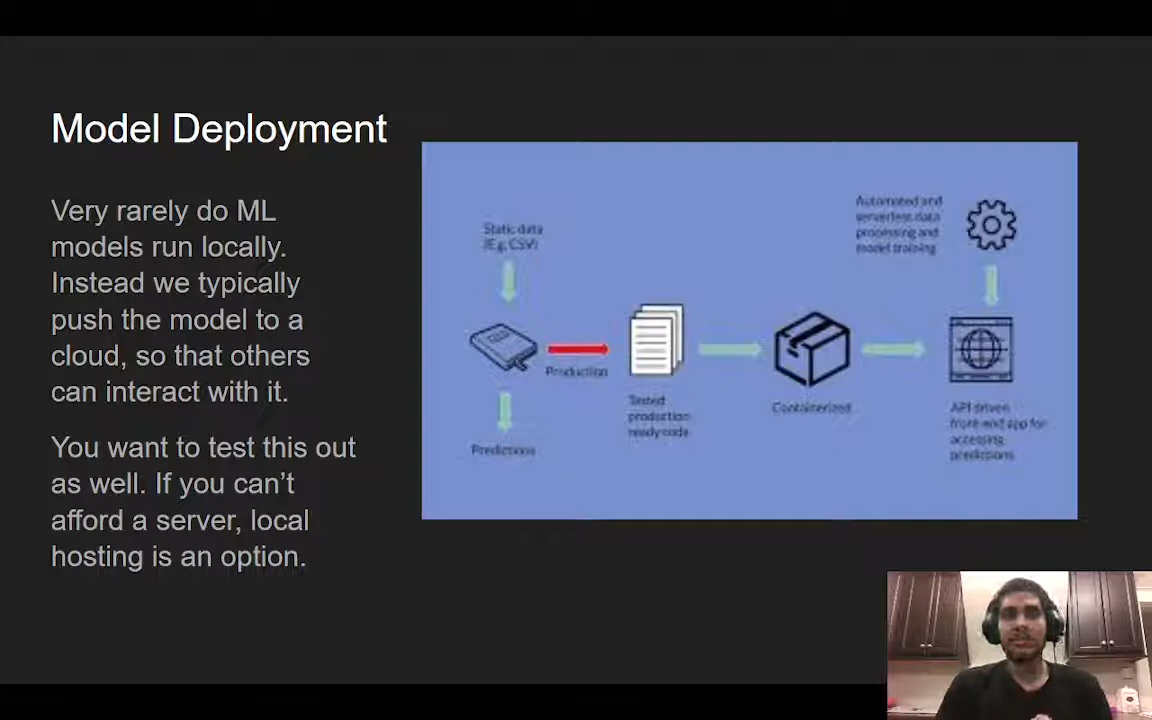 Model Deployment
Very rarely do ML
models run locally.
Instead we typically
push the model to a
cloud, so that others
can interact with it.
You want to test this out
as well. If you can't
afford a server, local
hosting is an option.
Static data
(E.g. CSV)
Predictions
Production
Tested
production
ready code
Containerized
Automated and
serverless data
processing and
model training
API driven
front-end app for
accessing
predictions